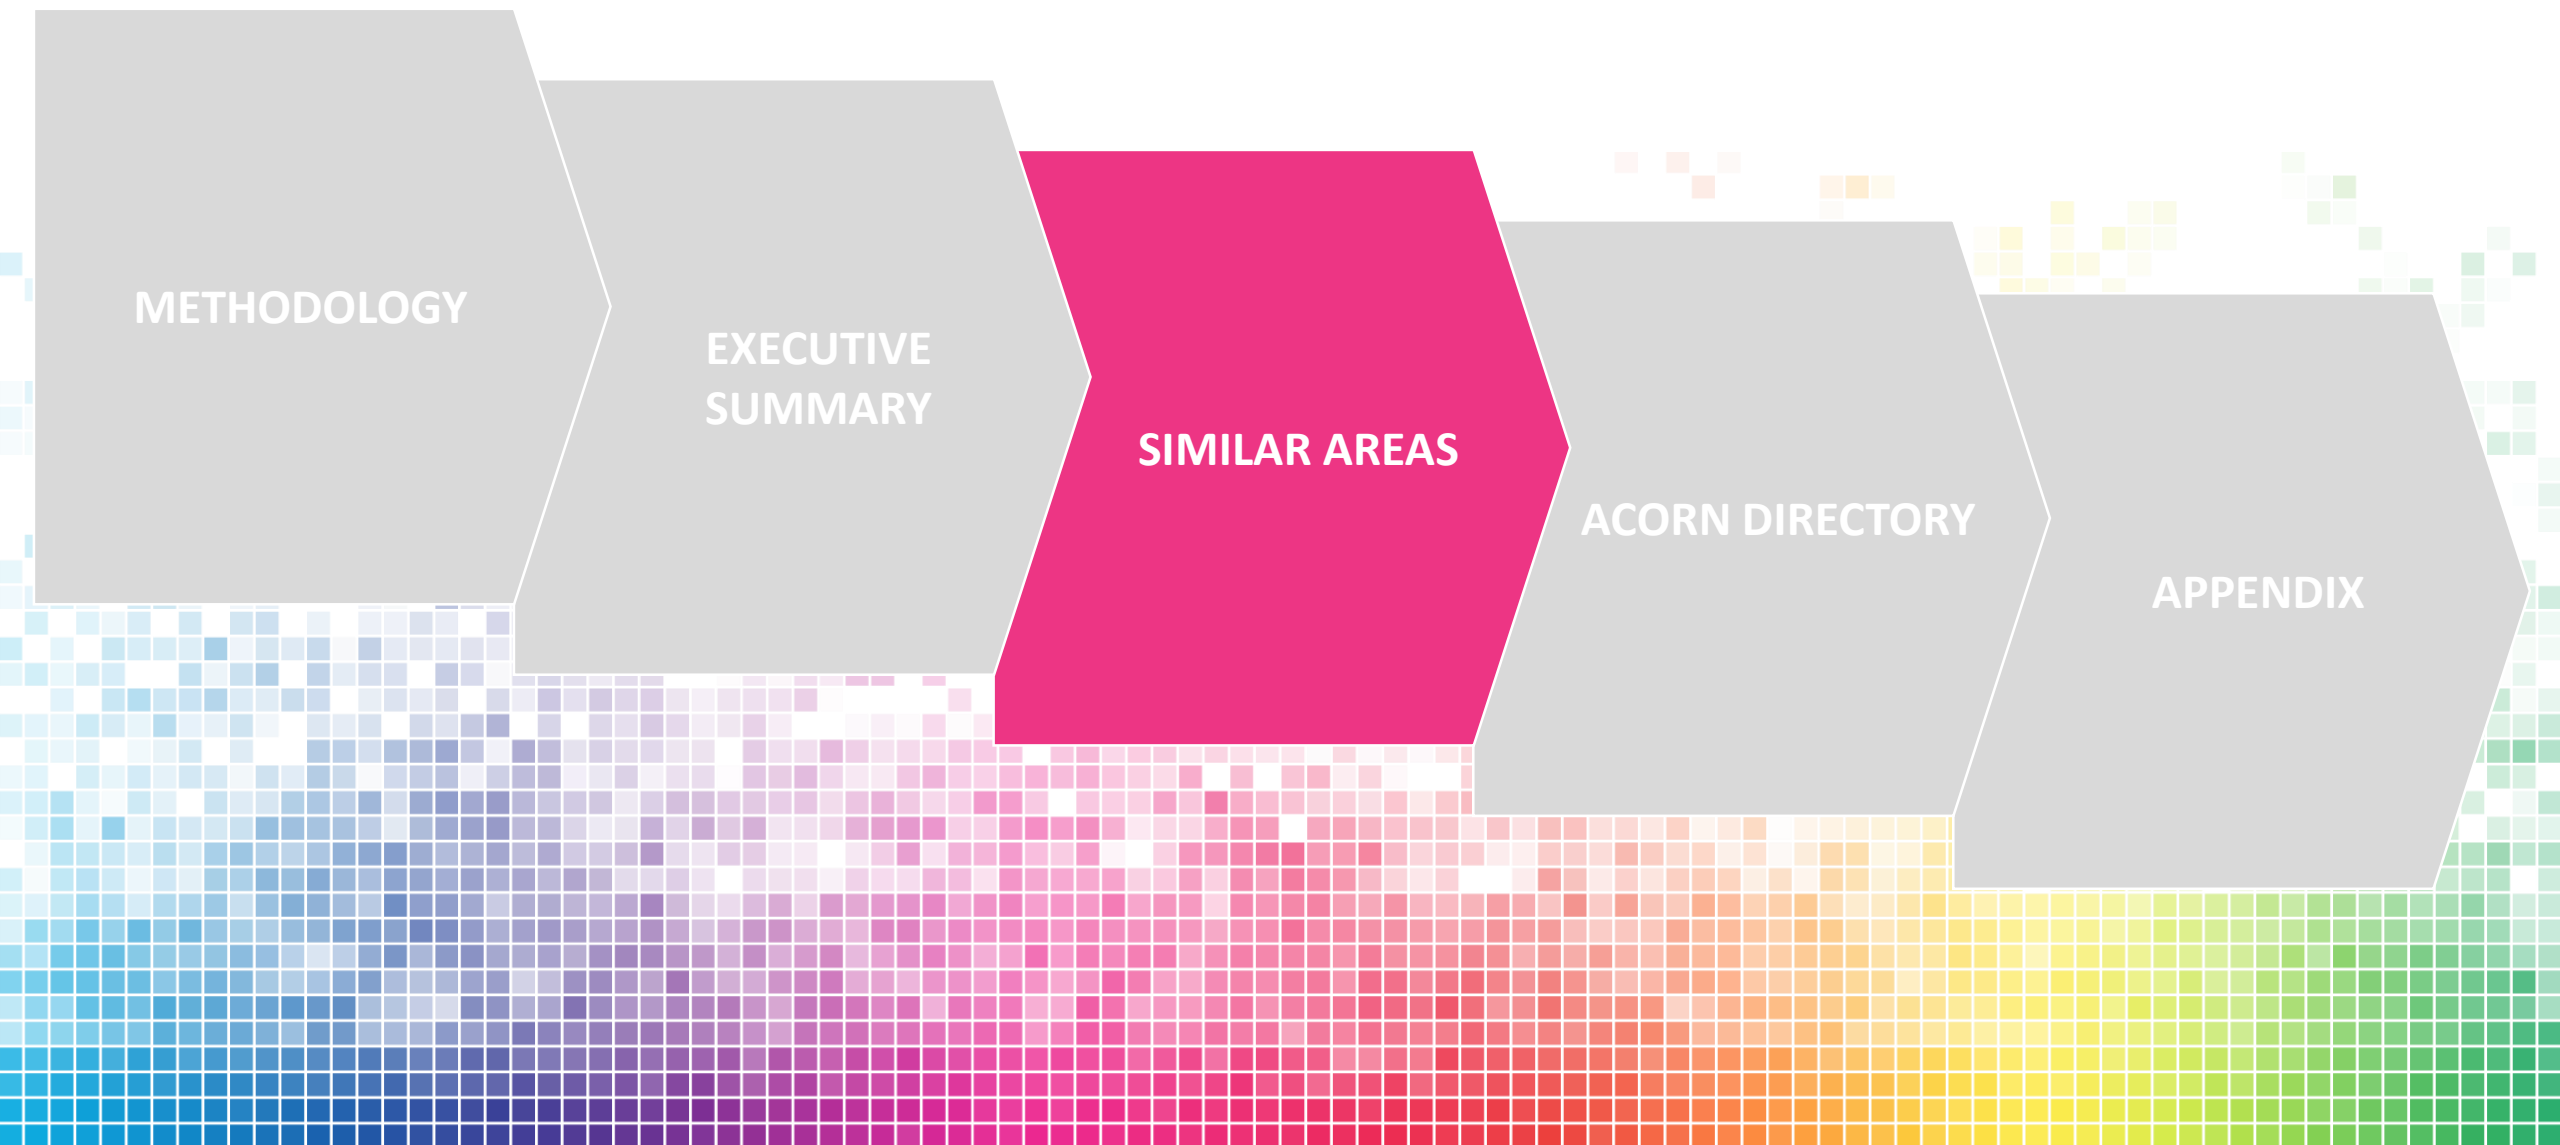 METHODOLOGY
EXECUTIVE
SUMMARY
SIMILAR AREAS
ACORN DIRECTORY
APPENDIX